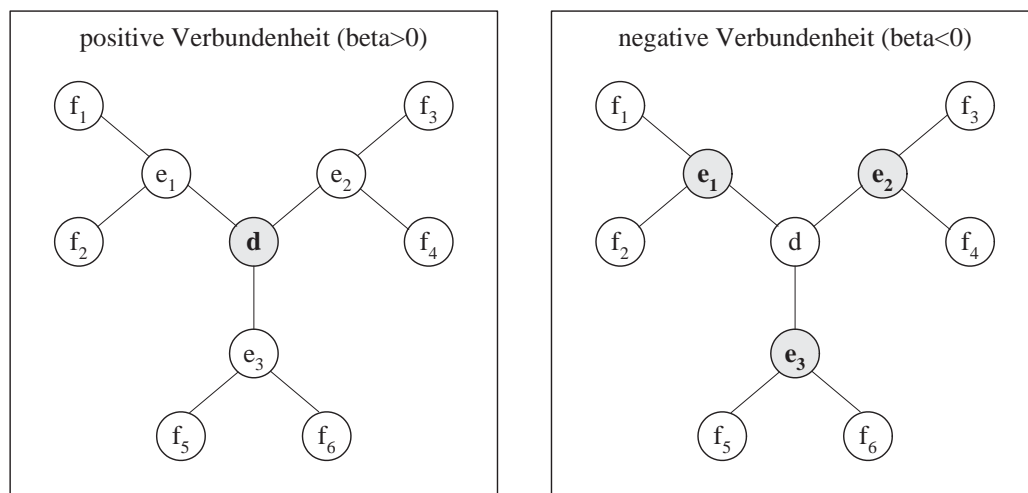 positive Verbundenheit (beta>0)
f1 f3
e1 e2
f2 d f4
e3
f5 f6
negative Verbundenheit (beta<0)
f1 f3
e1 e2
f2 d f4
e3
f5 f6